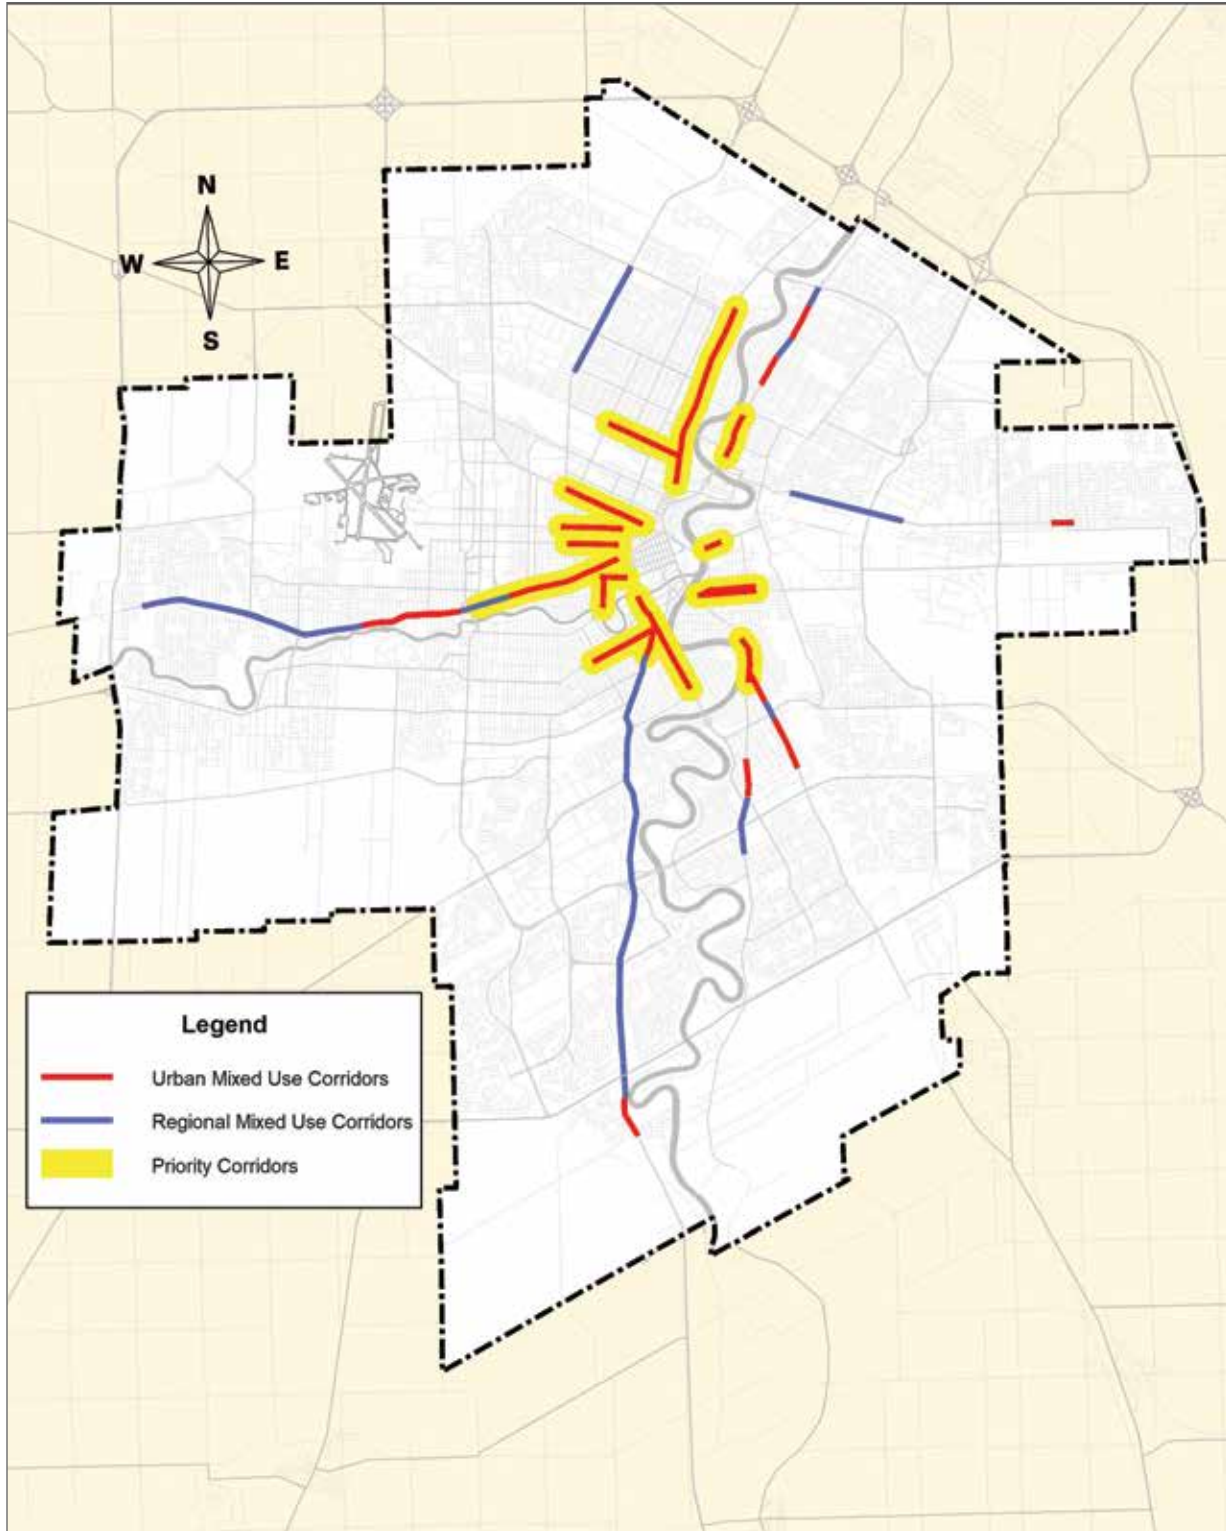 N
W E
S
Legend
Urban Mixed Use Corridors
Regional Mixed Use Corridors
Priority Corridors